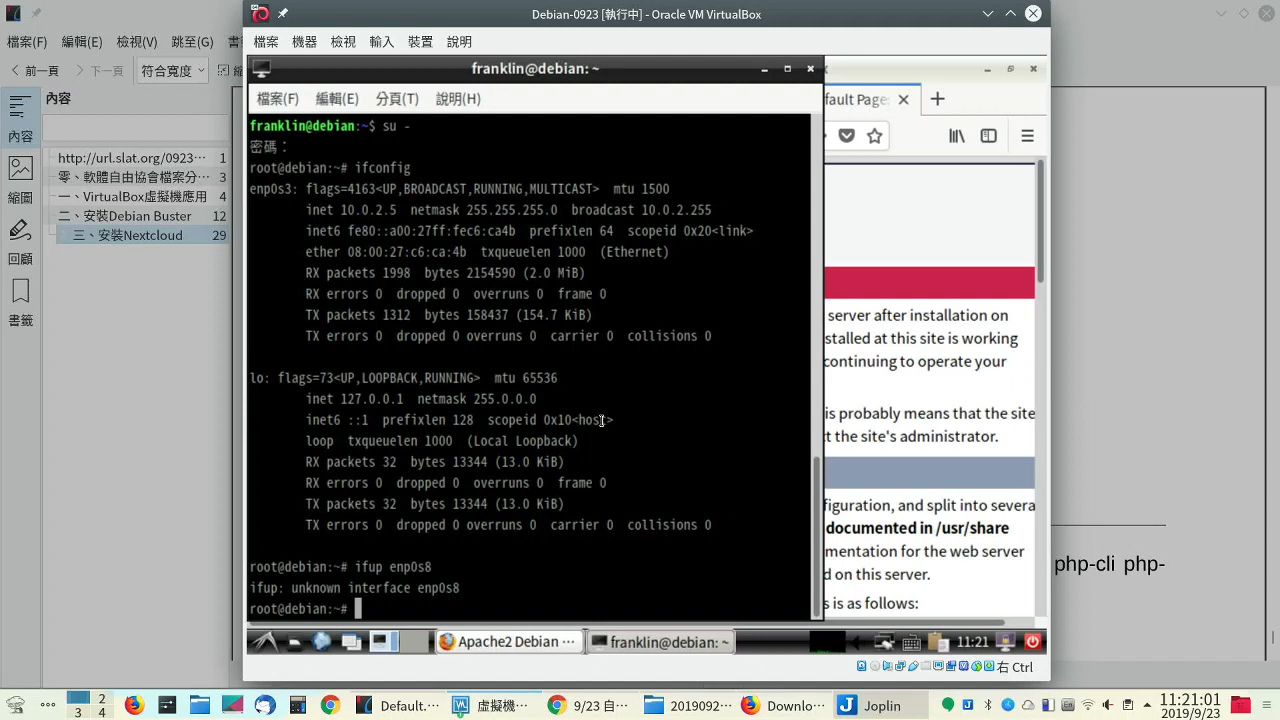 Debian-0923 [執行中] - Oracle VM VirtualBox
檔案(F) 編輯(E) 檢視(V) 跳至(G)
檔案 機器 檢視 輸入 裝置 說明
前一頁 下一頁 符合寬度
franklin@debian: ~
檔案(F) 編輯(E) 分頁(T) 說明(H)
內容
內容
縮圖
回顧
書籤
http://url.slat.org/0923… 1
零、軟體自由協會檔案分… 3
一、VirtualBox虛擬機應用 4
二、安裝Debian Buster 12
三、安裝Nextcloud 29
franklin@debian:~$ su -
密碼：
root@debian:~# ifconfig
enp0s3: flags=4163<UP,BROADCAST,RUNNING,MULTICAST> mtu 1500
inet 10.0.2.5 netmask 255.255.255.0 broadcast 10.0.2.255
inet6 fe80::a00:27ff:fec6:ca4b prefixlen 64 scopeid 0x20<link>
ether 08:00:27:c6:ca:4b txqueuelen 1000 (Ethernet)
RX packets 1998 bytes 2154590 (2.0 MiB)
RX errors 0 dropped 0 overruns 0 frame 0
TX packets 1312 bytes 158437 (154.7 KiB)
TX errors 0 dropped 0 overruns 0 carrier 0 collisions 0
lo: flags=73<UP,LOOPBACK,RUNNING> mtu 65536
inet 127.0.0.1 netmask 255.0.0.0
inet6 ::1 prefixlen 128 scopeid 0x10<host>
loop txqueuelen 1000 (Local Loopback)
RX packets 32 bytes 13344 (13.0 KiB)
RX errors 0 dropped 0 overruns 0 frame 0
TX packets 32 bytes 13344 (13.0 KiB)
TX errors 0 dropped 0 overruns 0 carrier 0 collisions 0
root@debian:~# ifup enp0s8
ifup: unknown interface enp0s8
root@debian:~#
fault Page:
server after installation on
stalled at this site is working
continuing to operate your
is probably means that the site
t the site's administrator.
figuration, and split into severa
documented in /usr/share
mentation for the web server
d on this server.
s is as follows:
php-cli php-
Apache2 Debian … franklin@debian: ~ 11:21
右 Ctrl
2 3 4 Default.… 虛擬機… 9/23 自… 2019092… Downlo… Joplin 11:21:01
2019/9/23